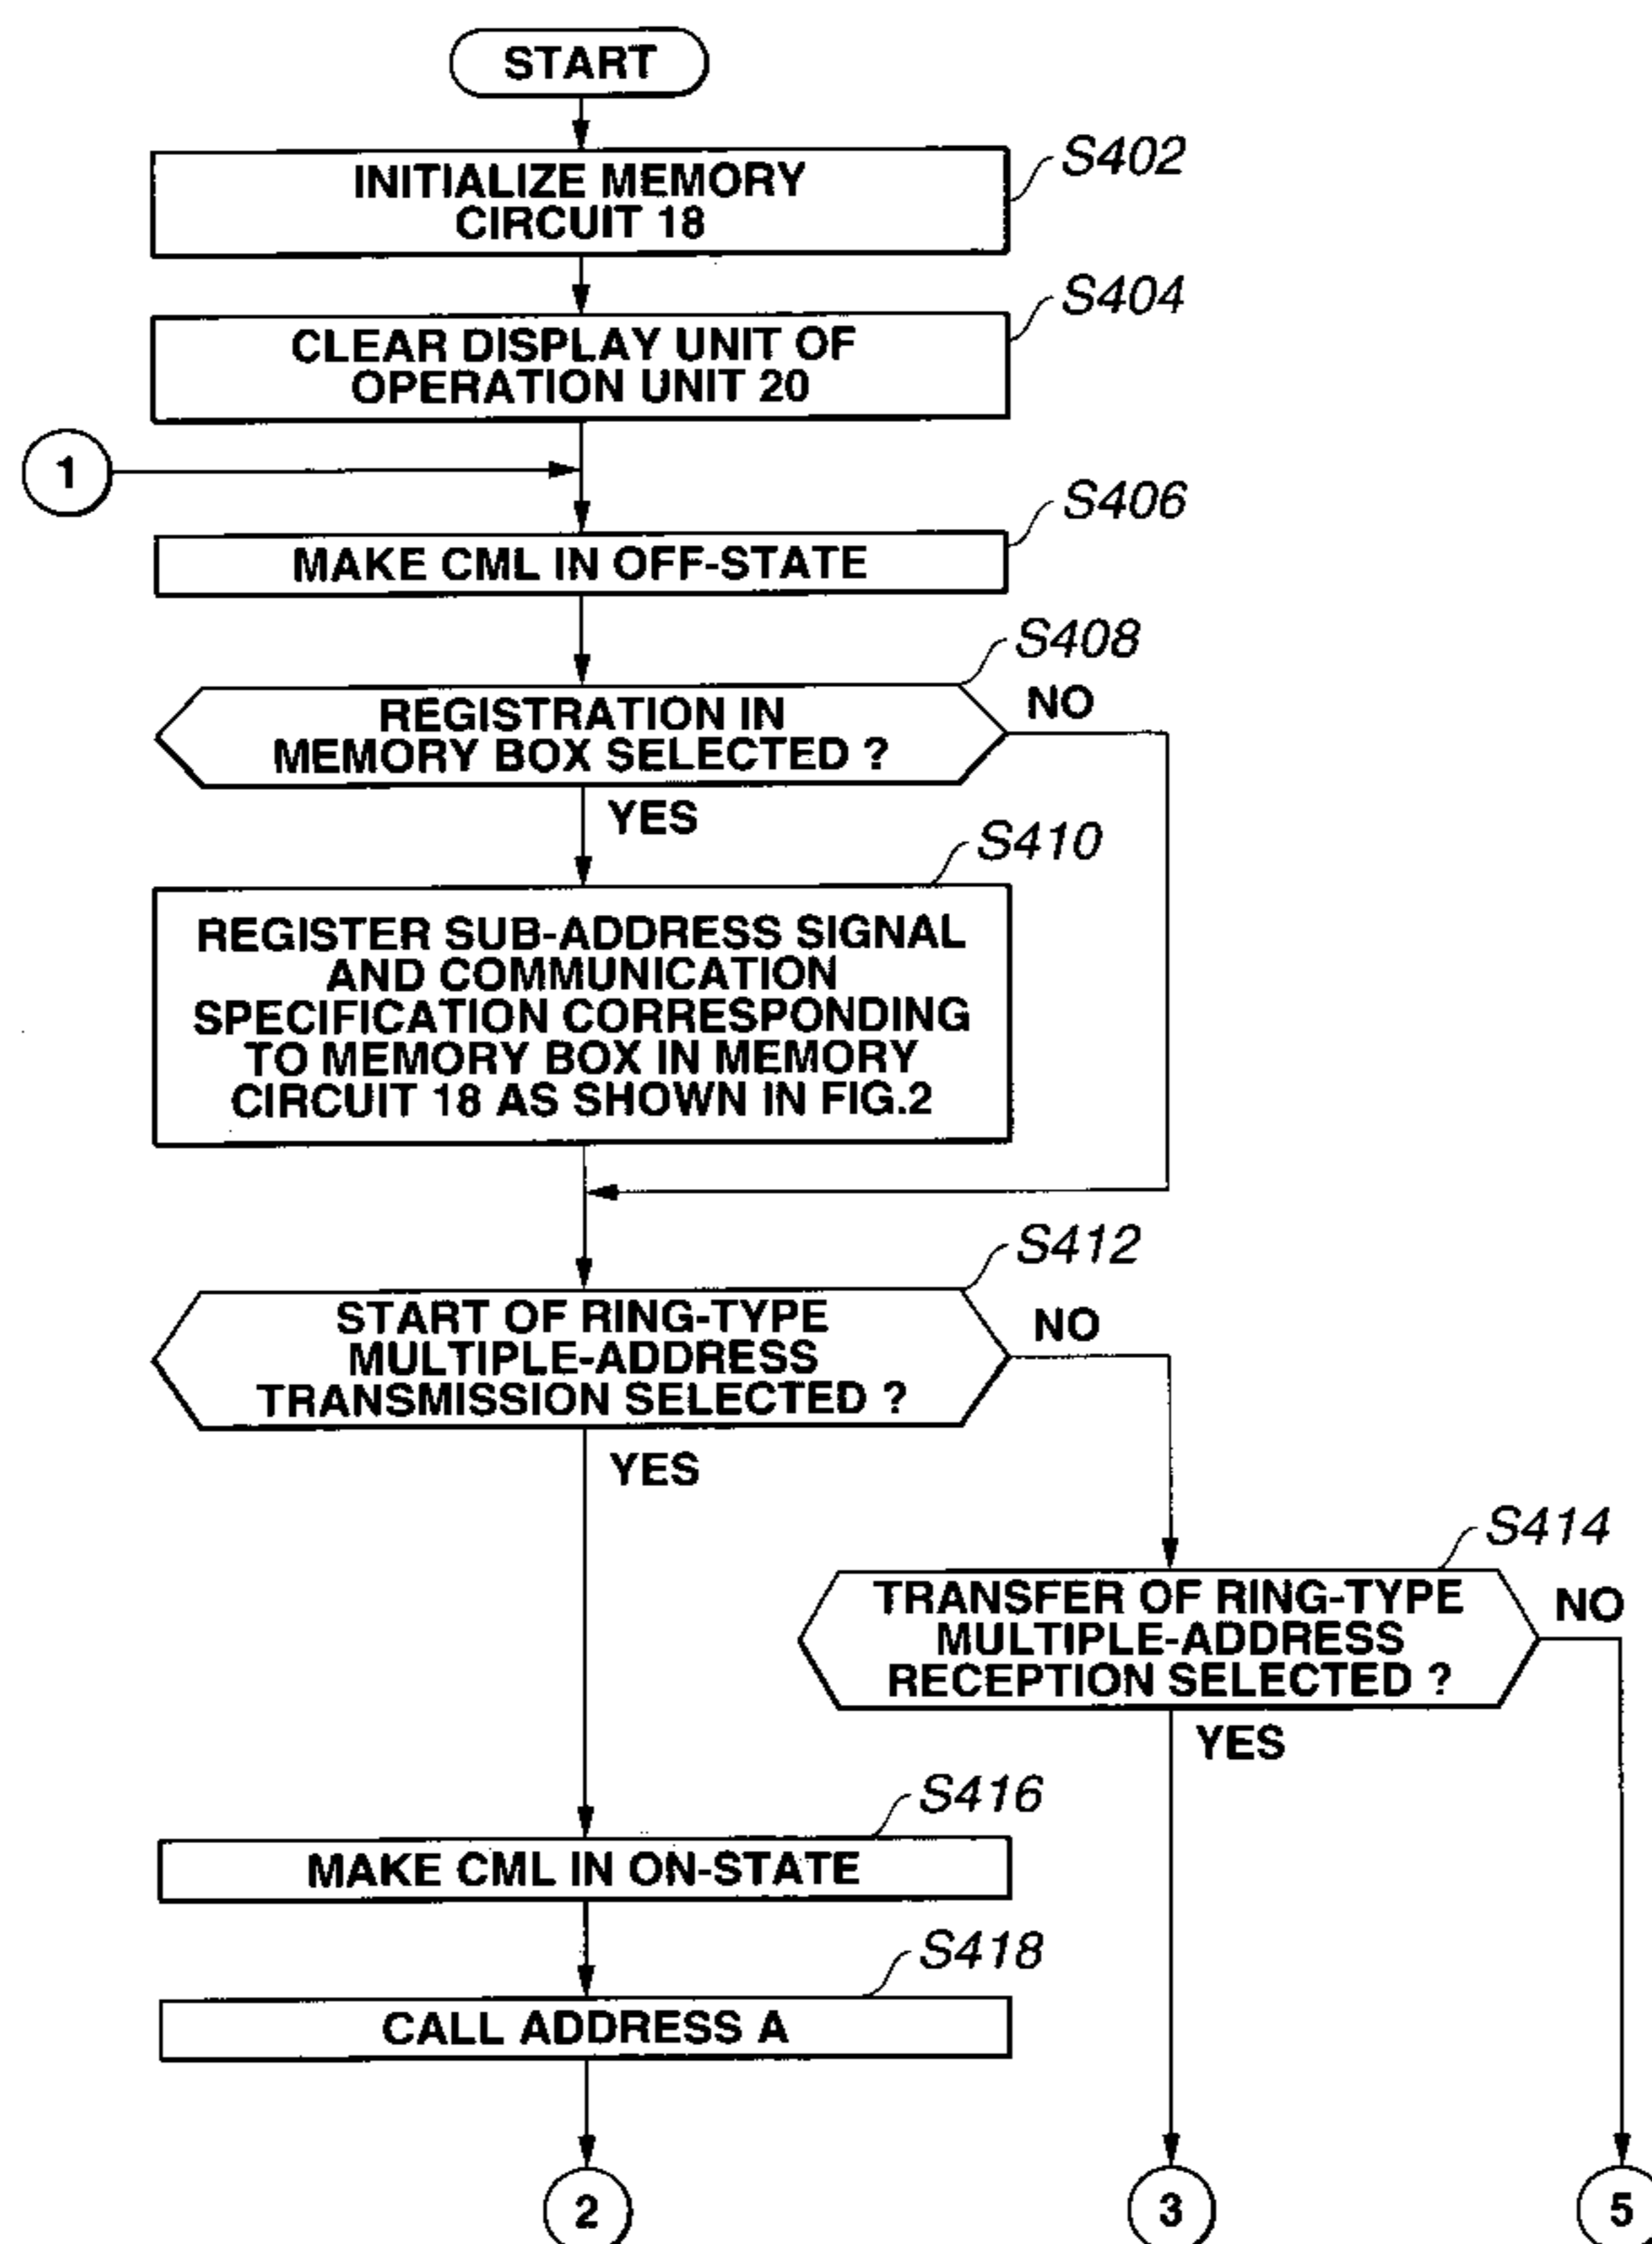 START
INITIALIZE MEMORY
CIRCUIT 18
S402
CLEAR DISPLAY UNIT OF
OPERATION UNIT 20
S404
1
MAKE CML IN OFF-STATE
S406
REGISTRATION IN
MEMORY BOX SELECTED ?
S408
NO
YES
REGISTER SUB-ADDRESS SIGNAL
AND COMMUNICATION
SPECIFICATION CORRESPONDING
TO MEMORY BOX IN MEMORY
CIRCUIT 18 AS SHOWN IN FIG.2
S410
START OF RING-TYPE
MULTIPLE-ADDRESS
TRANSMISSION SELECTED ?
S412
NO
YES
TRANSFER OF RING-TYPE
MULTIPLE-ADDRESS
RECEPTION SELECTED ?
S414
NO
YES
MAKE CML IN ON-STATE
S416
CALL ADDRESS A
S418
2
3
5